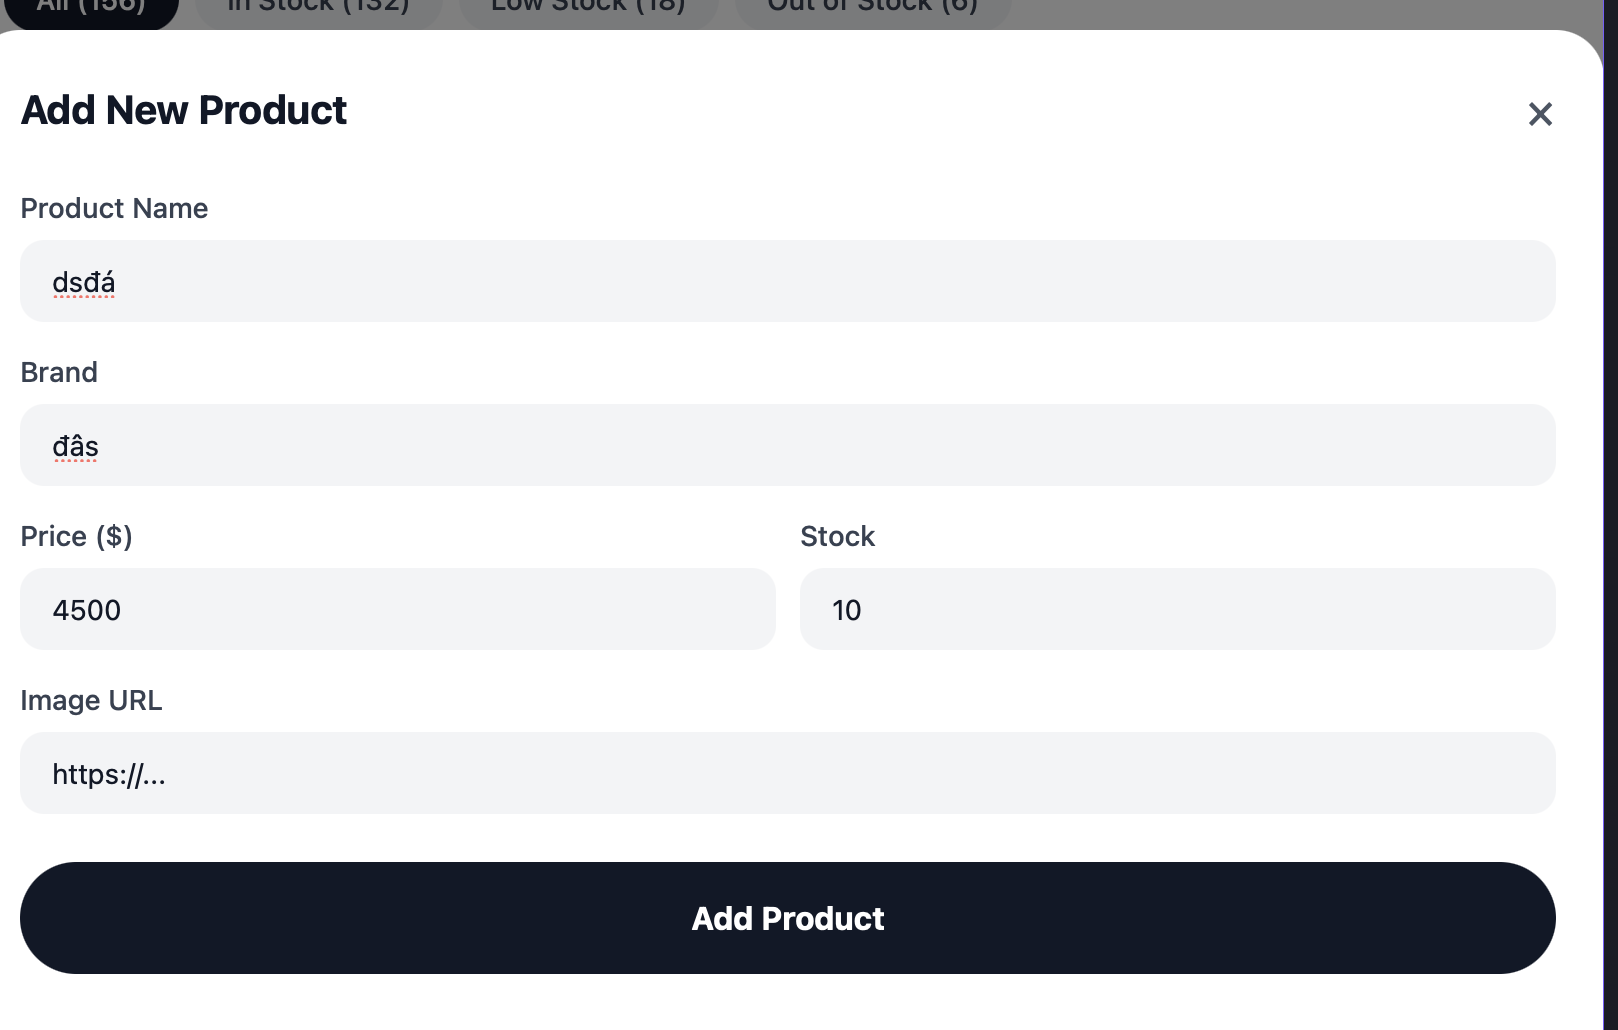 All (156) In Stock (132) Low Stock (18) Out of Stock (6)
Add New Product
Product Name
dsđá
Brand
đâs
Price ($) Stock
4500 10
Image URL
https://...
Add Product